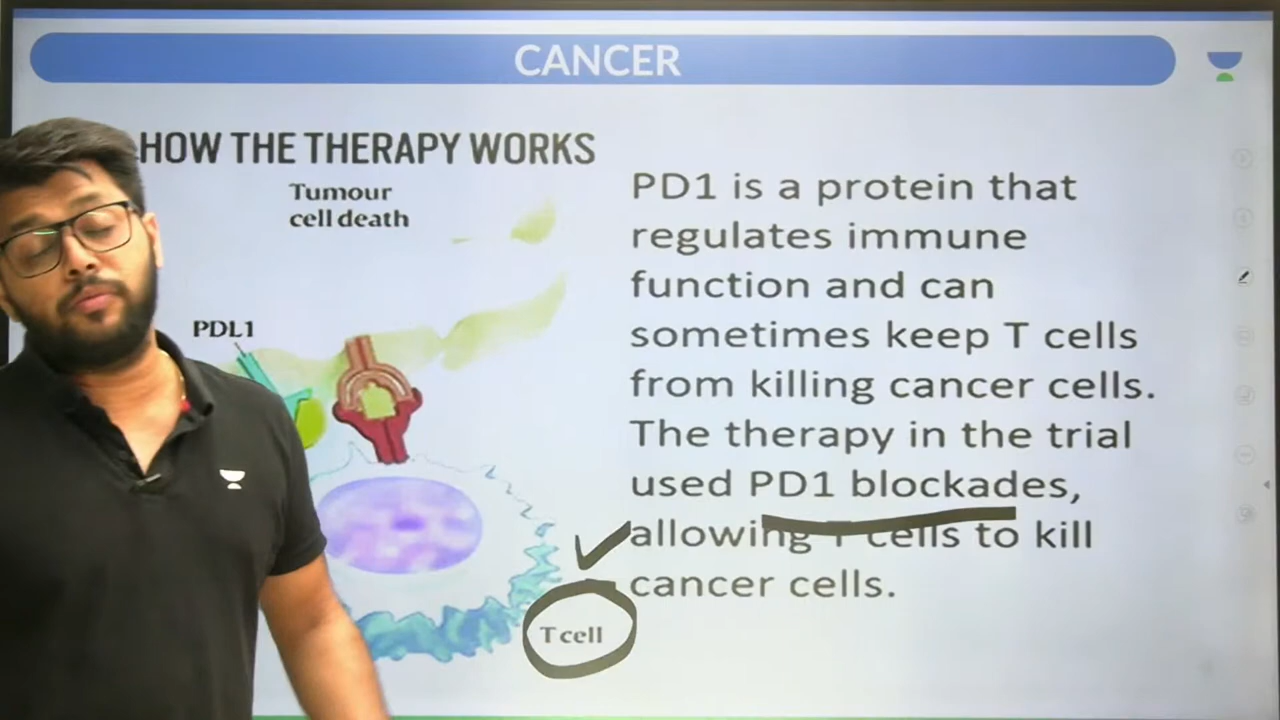 CANCER
HOW THE THERAPY WORKS
Tumour
cell death
PDL1
T cell
PD1 is a protein that
regulates immune
function and can
sometimes keep T cells
from killing cancer cells.
The therapy in the trial
used PD1 blockades,
allowing T cells to kill
cancer cells.